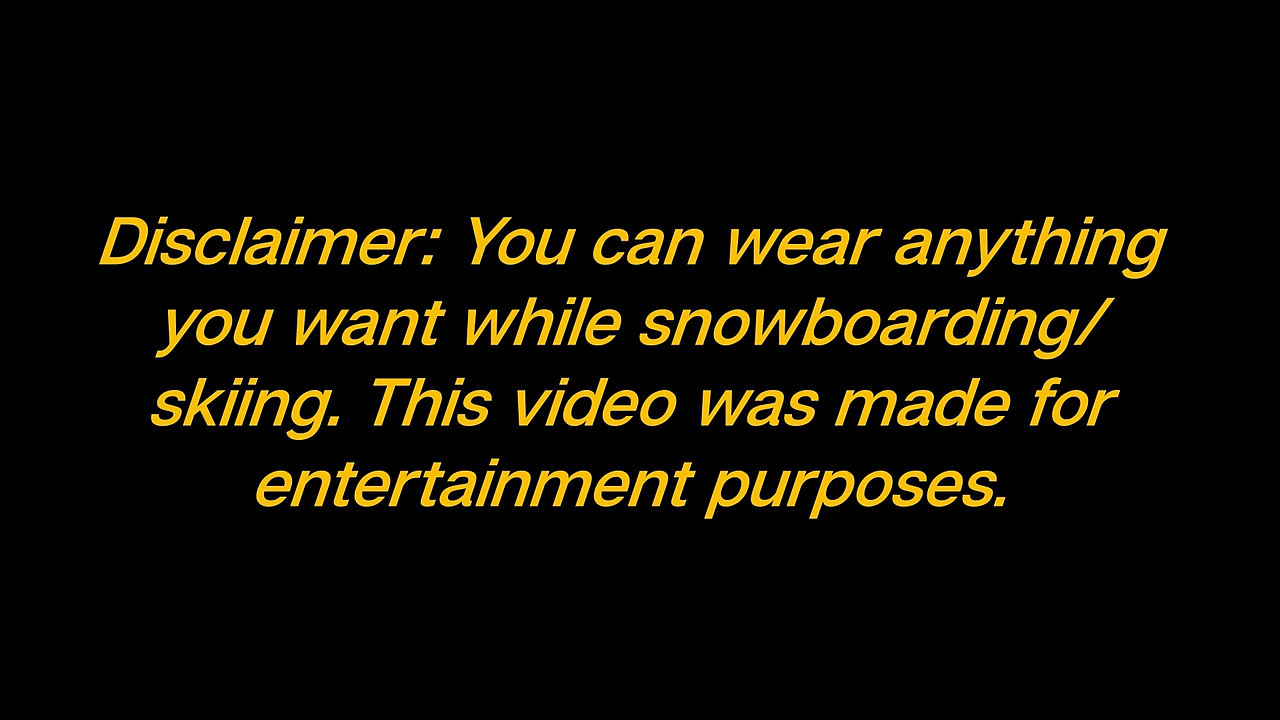 Disclaimer: You can wear anything
you want while snowboarding/
skiing. This video was made for
entertainment purposes.